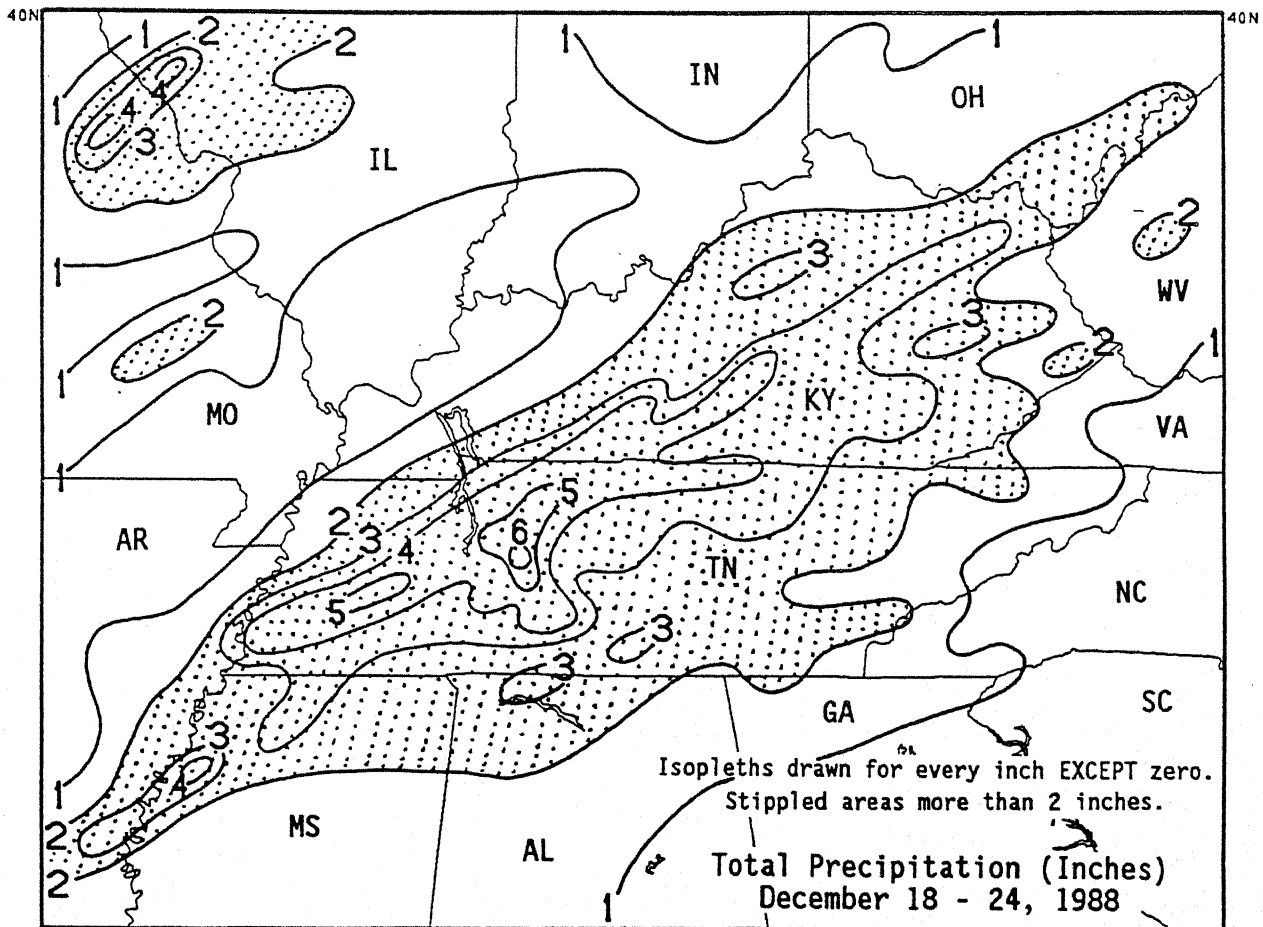 40N
40N
1
2
2
1
1
IN
OH
1
4
4
3
IL
2
3
1
WV
2
3
2
1
1
MO
KY
VA
1
5
2
3
4
6
AR
TN
5
NC
3
3
GA
SC
3
4
1
2
2
MS
AL
1
Isopleths drawn for every inch EXCEPT zero.
Stippled areas more than 2 inches.
Total Precipitation (Inches)
December 18 - 24, 1988